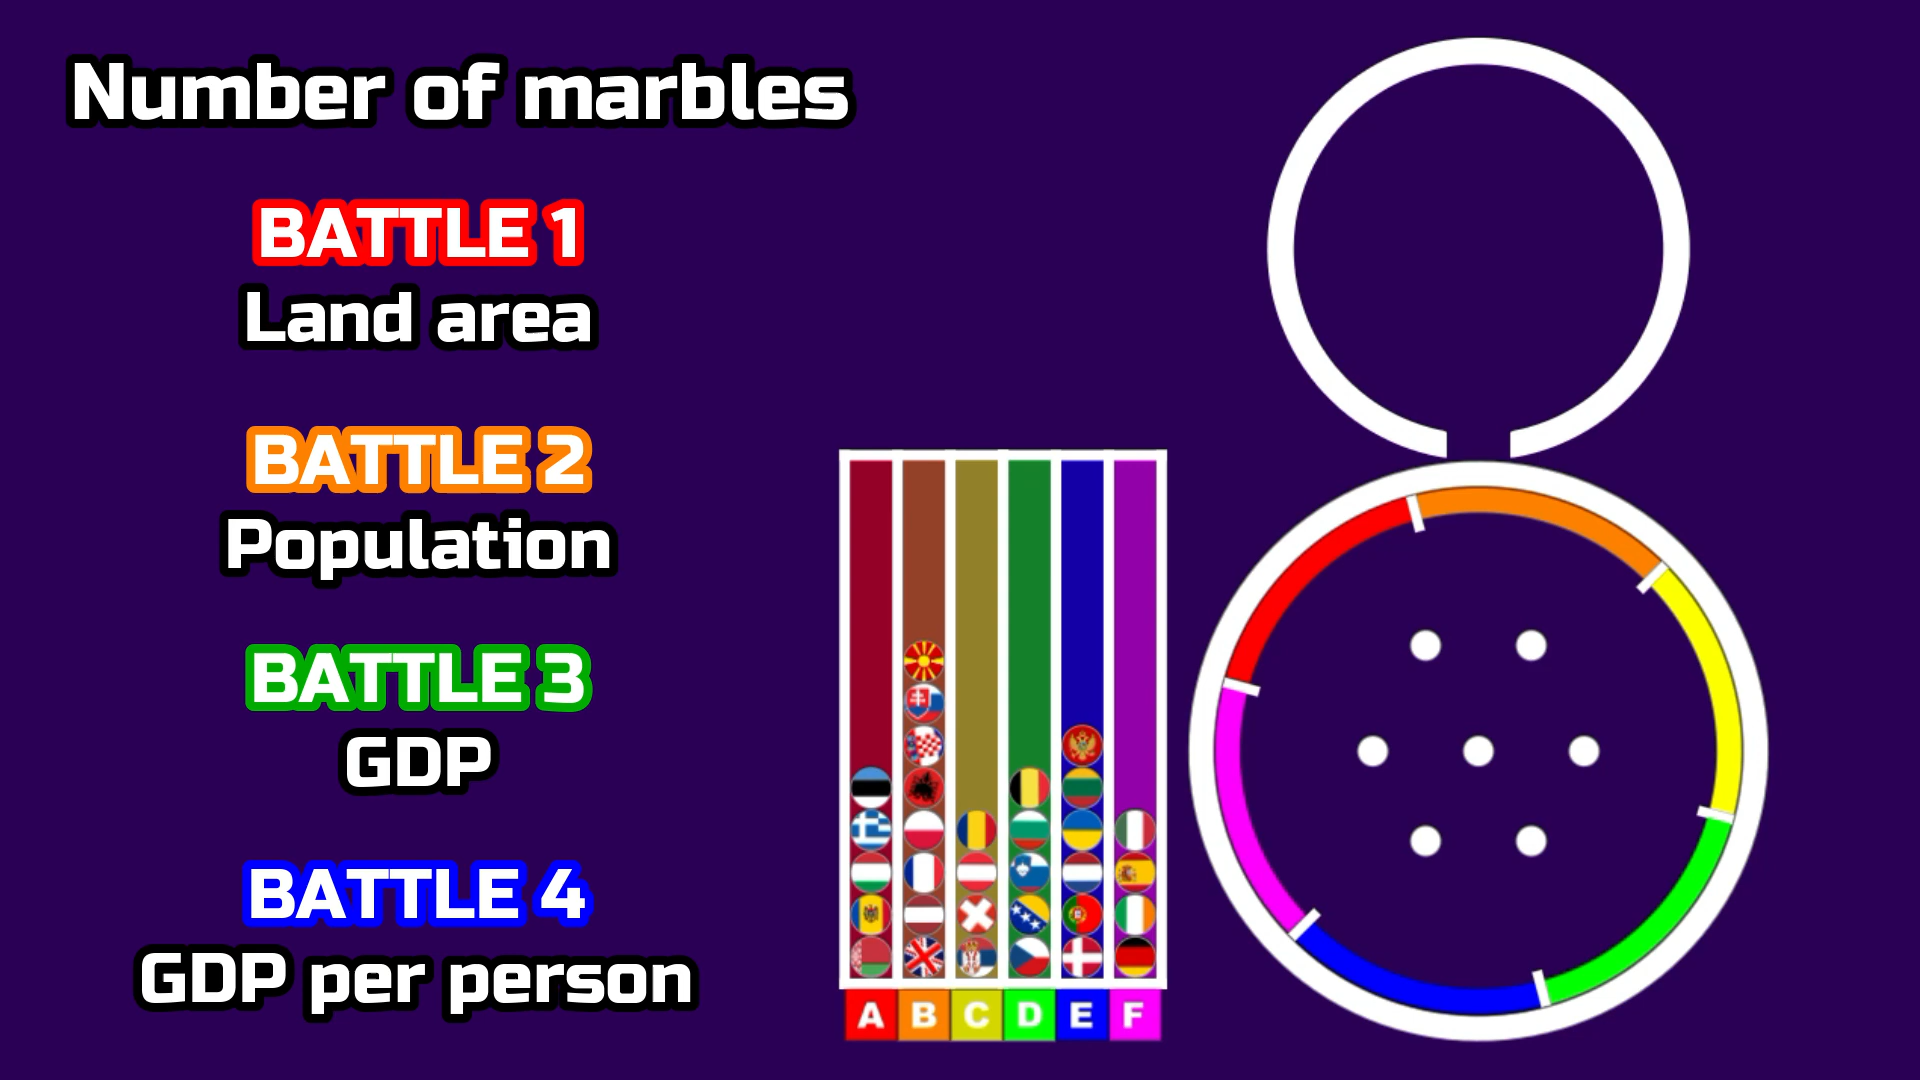 Number of marbles
BATTLE 1
Land area
BATTLE 2
Population
BATTLE 3
GDP
BATTLE 4
GDP per person
A B C D E F